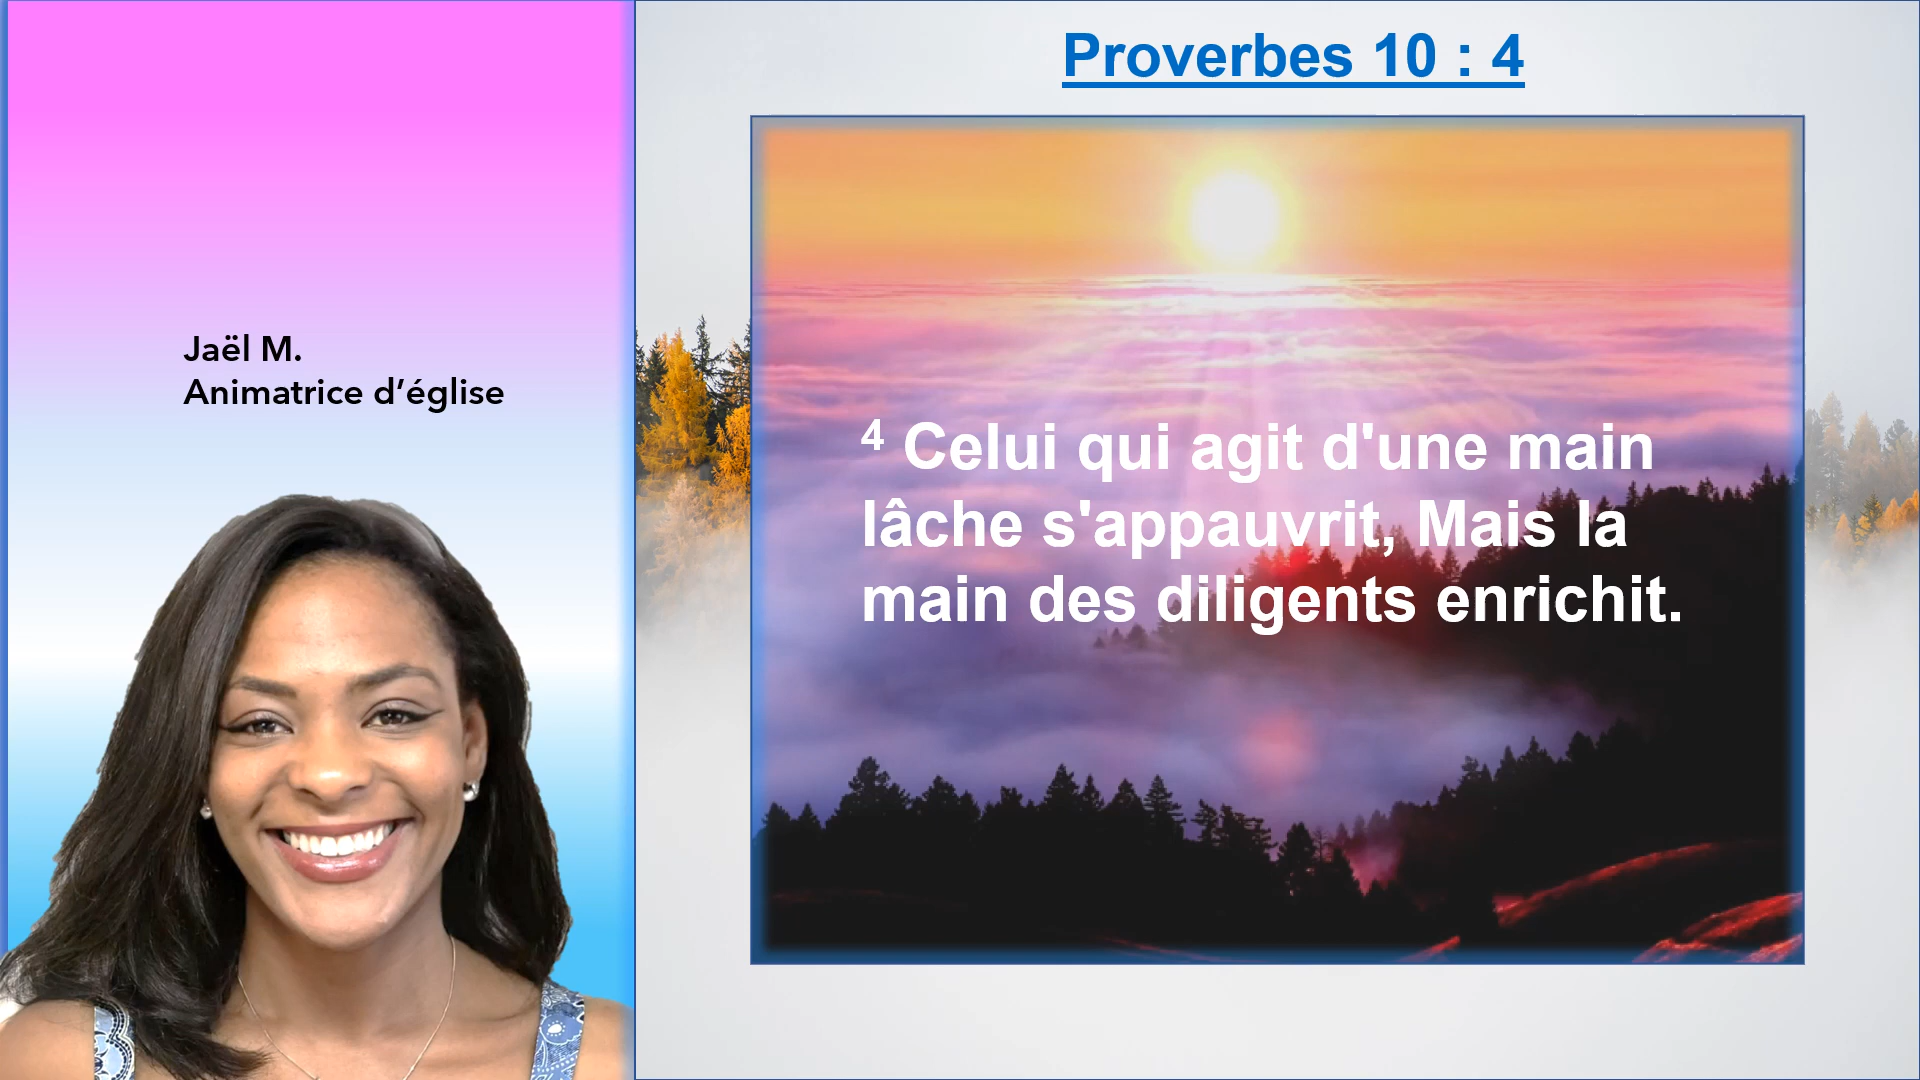 Proverbes 10 : 4
Jaël M.
Animatrice d’église
4 Celui qui agit d'une main
lâche s'appauvrit, Mais la
main des diligents enrichit.